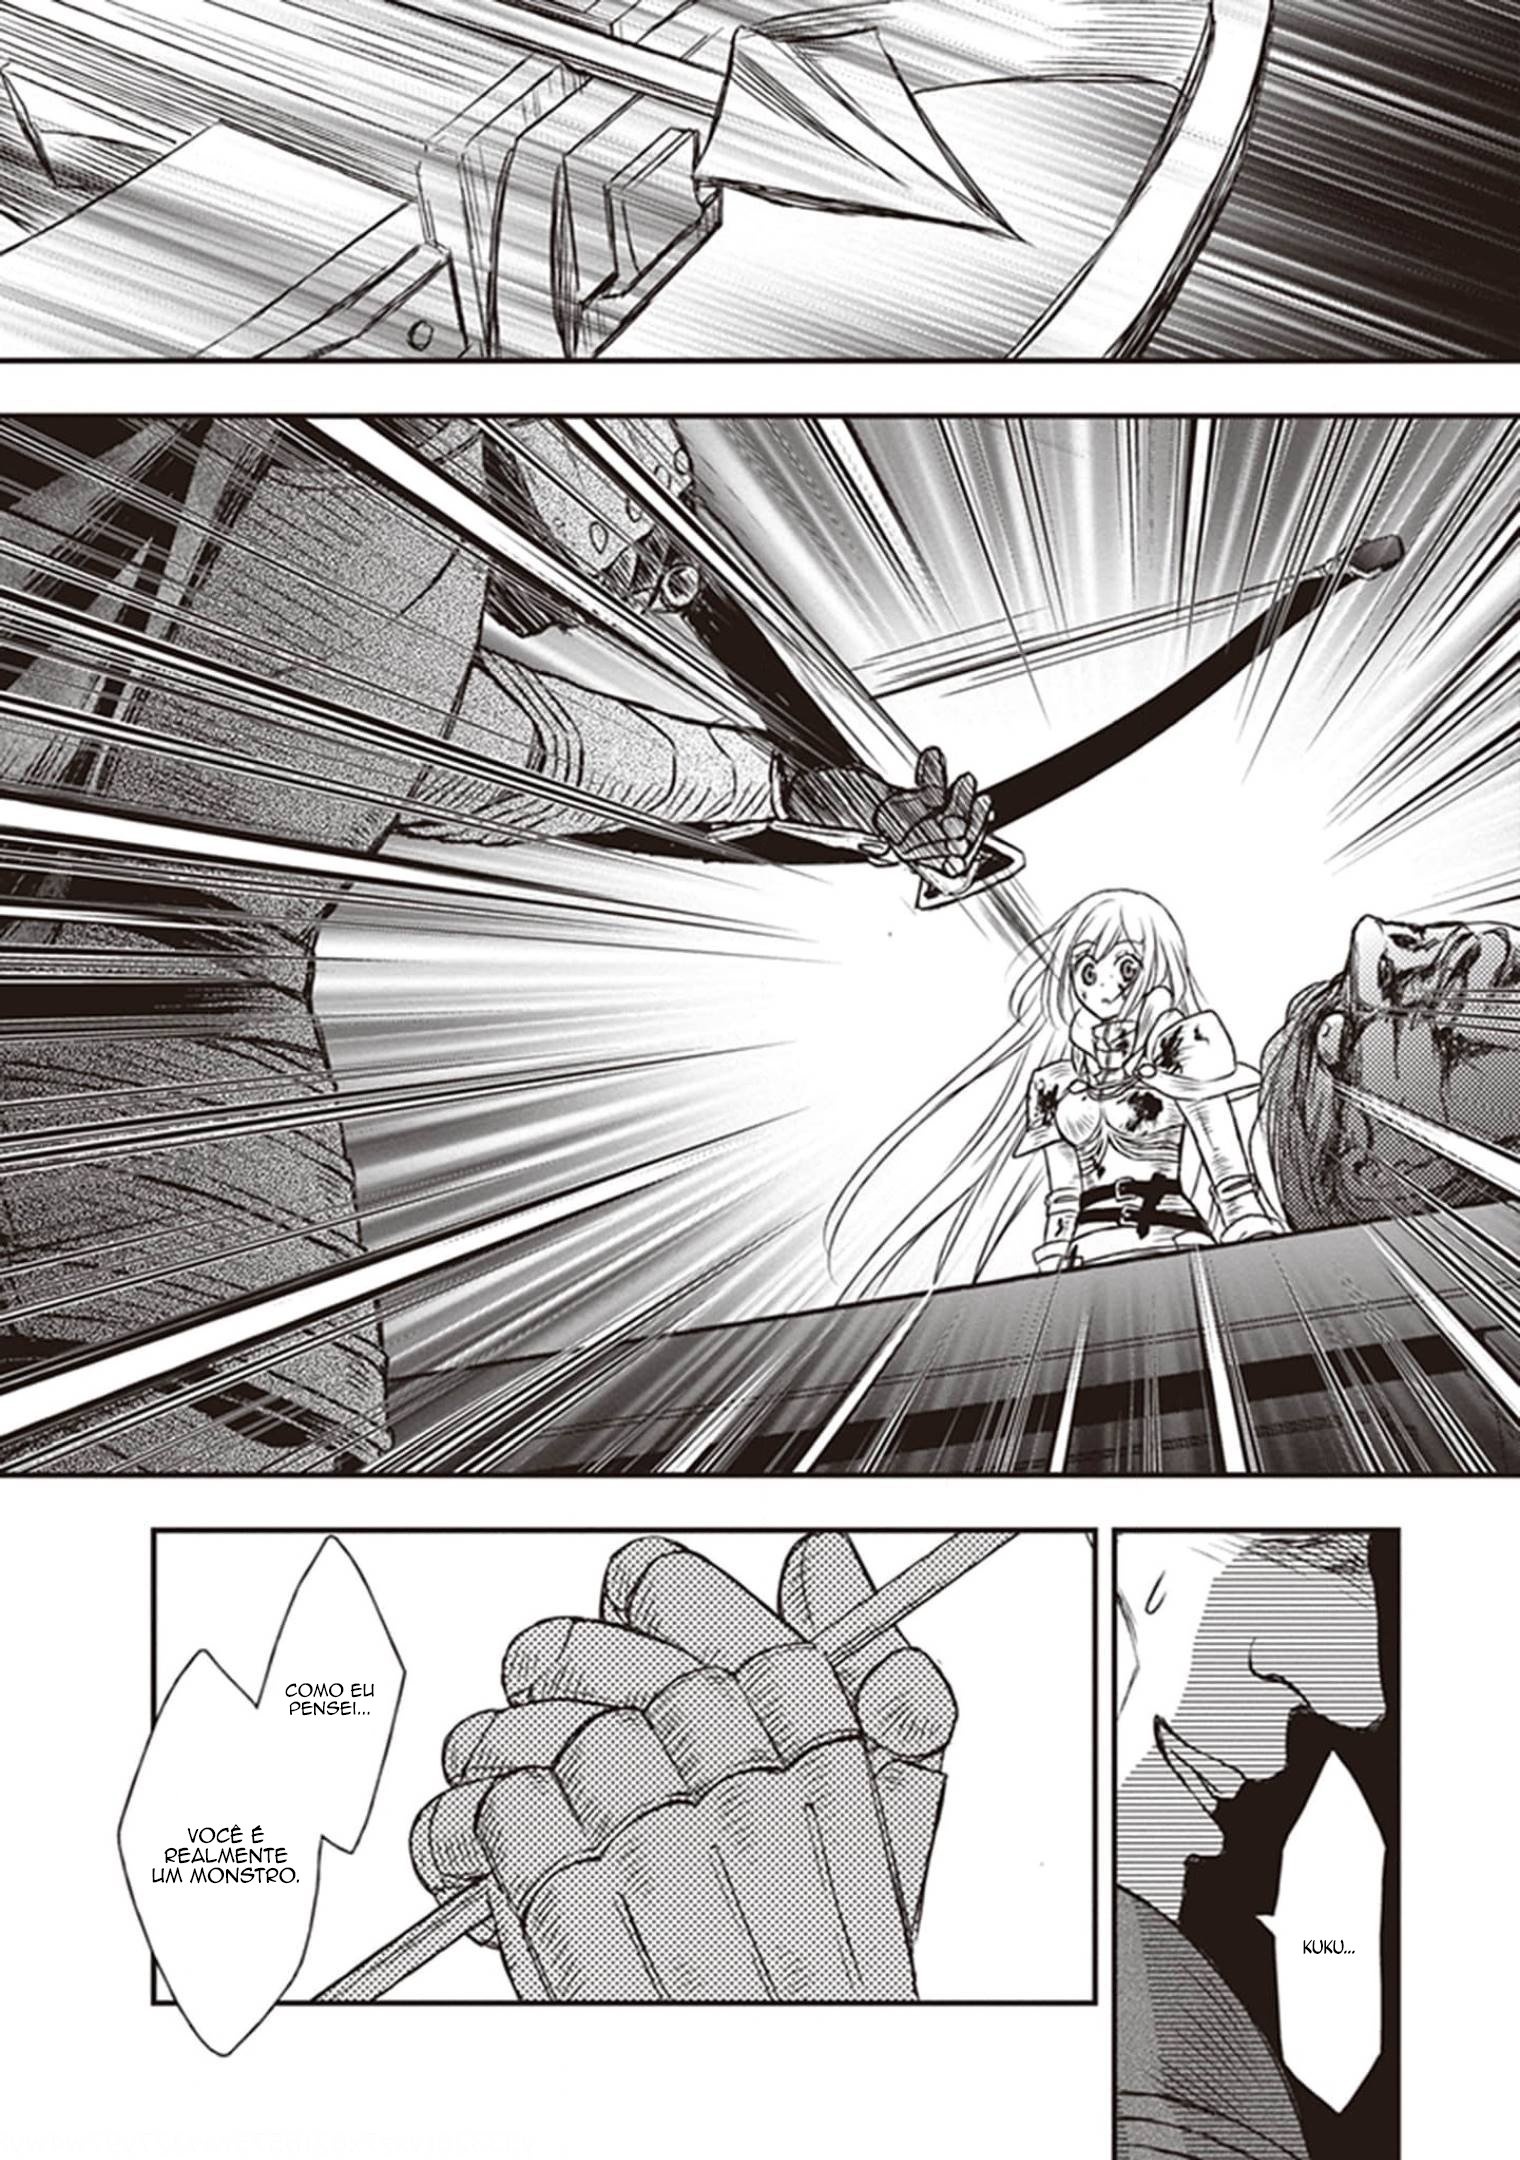 KUKU...
COMO EU
PENSEI...
VOCÊ É
REALMENTE
UM MONSTRO.